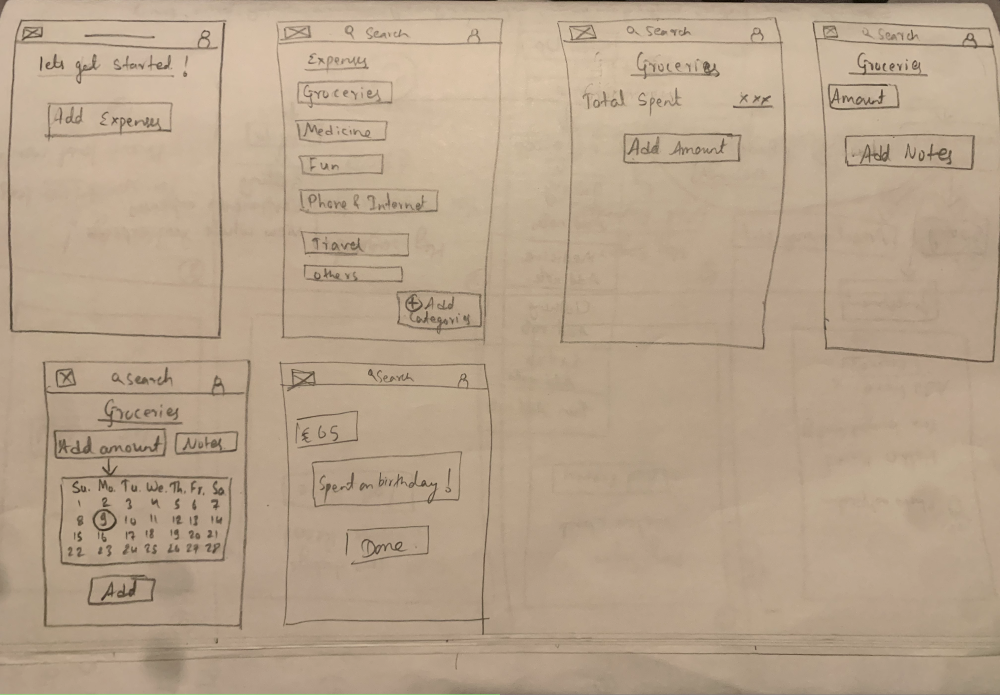 lets get started !
Add Expenses
Search
Expenses
Groceries
Medicine
Fun
Phone & Internet
Travel
Others
Add
Categories
Search
Groceries
Total Spent xxx
Add Amount
Search
Groceries
Amount
Add Notes
Search
Groceries
Add amount Notes
Su. Mo. Tu. We. Th. Fr. Sa
1 2 3 4 5 6 7
8 9 10 11 12 13 14
15 16 17 18 19 20 21
22 23 24 25 26 27 28
Add
Search
£ 65
Spent on birthday !
Done